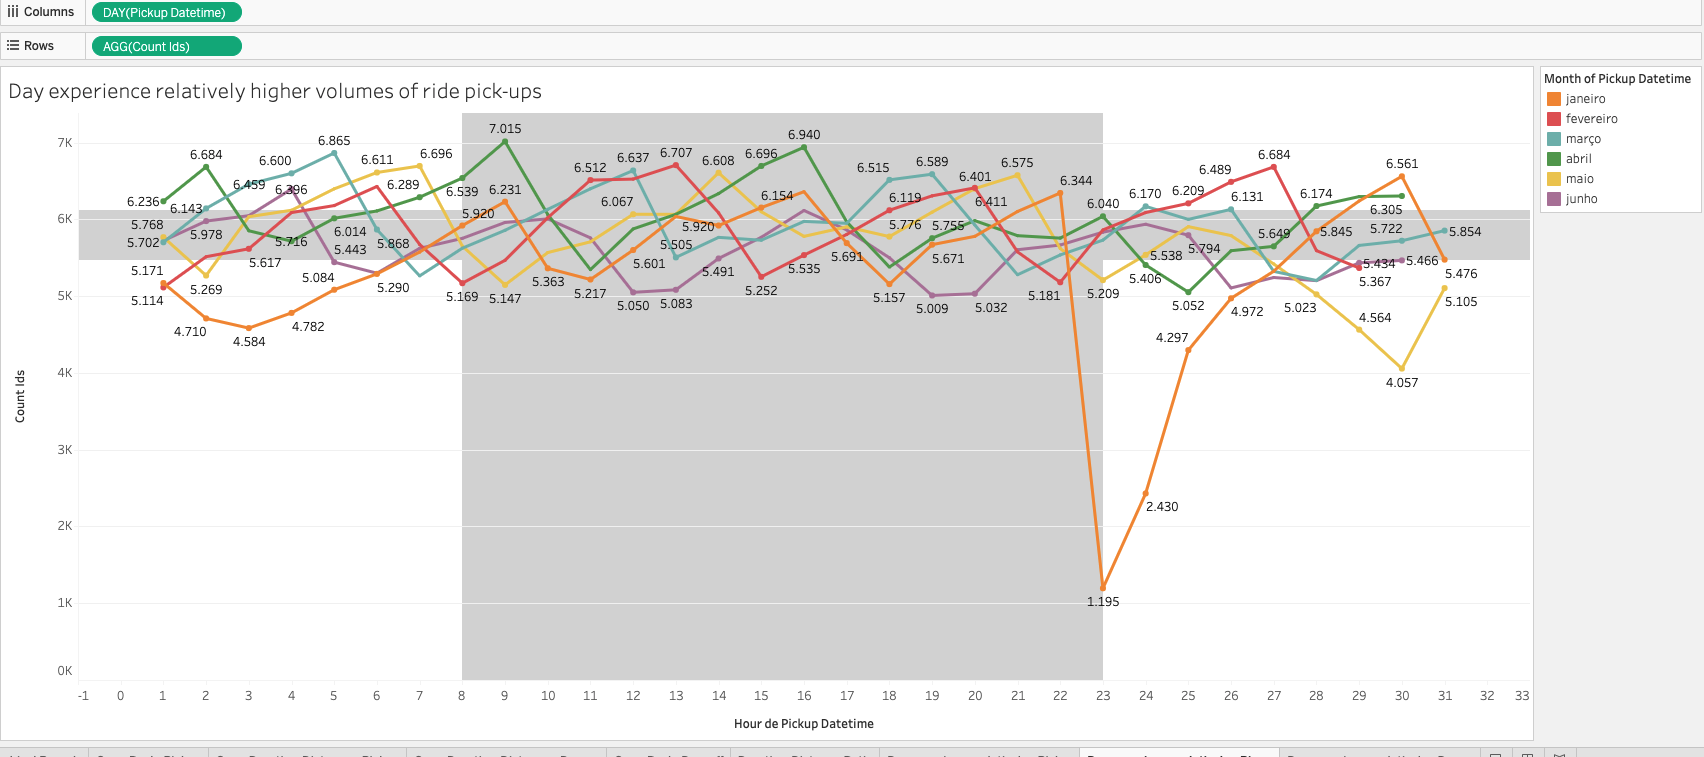 Columns
DAY(Pickup Datetime)
Rows
AGG(Count Ids)
Day experience relatively higher volumes of ride pick-ups
Month of Pickup Datetime
janeiro
fevereiro
março
abril
maio
junho
Count Ids
7K
6K
5K
4K
3K
2K
1K
0K
7.015
6.865 6.940
6.684 6.600 6.611 6.696 6.512 6.637 6.707 6.608 6.696 6.515 6.589 6.575 6.489 6.684 6.561
6.236 6.143 6.459 6.396 6.289 6.539 6.231 6.067 6.154 6.119 6.401 6.411 6.344 6.040 6.170 6.209 6.131 6.174 6.305
5.768 5.702 5.978 5.716 6.014 5.443 5.868 5.920 5.505 5.920 5.776 5.755 5.649 5.845 5.722 5.854
5.171 5.114 5.269 5.617 5.084 5.290 5.169 5.147 5.363 5.217 5.601 5.050 5.083 5.491 5.252 5.535 5.691 5.157 5.671 5.009 5.032 5.181 5.209 5.538 5.406 5.794 5.052 5.023 5.434 5.367 5.466 5.476 5.105
4.710 4.584 4.782 4.297 4.972 4.564
4.057
2.430
1.195
-1 0 1 2 3 4 5 6 7 8 9 10 11 12 13 14 15 16 17 18 19 20 21 22 23 24 25 26 27 28 29 30 31 32 33
Hour de Pickup Datetime